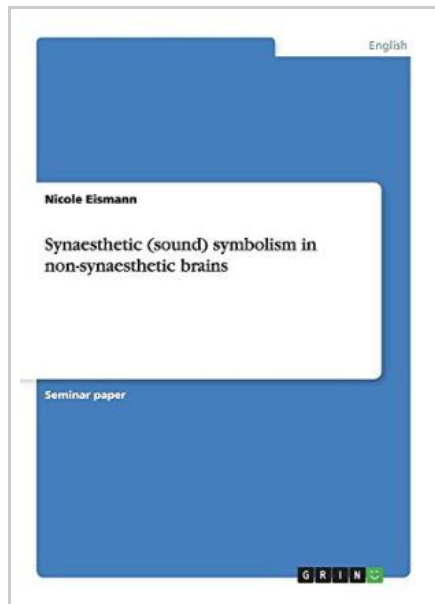 English
Nicole Eismann
Synaesthetic (sound) symbolism in
non-synaesthetic brains
Seminar paper
GRIN